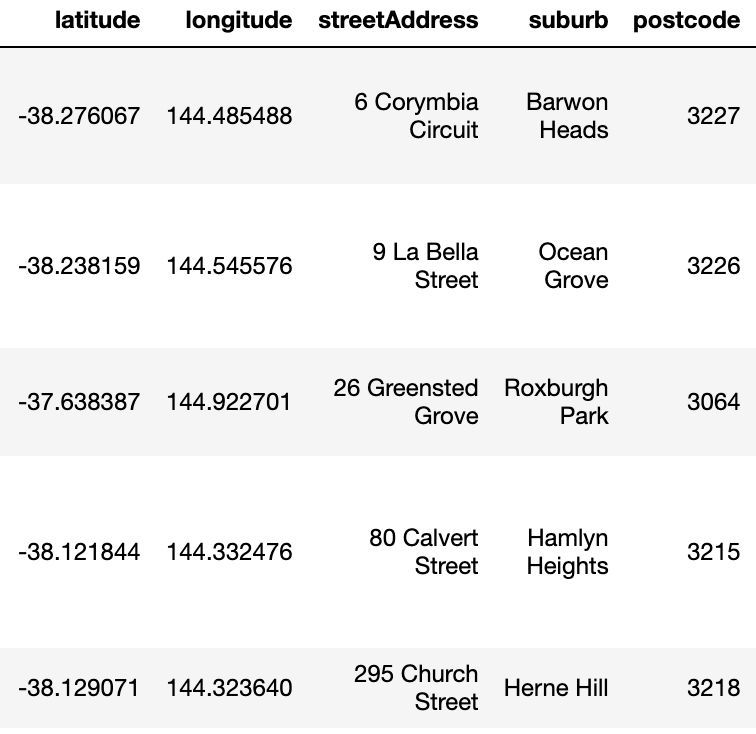 latitude longitude streetAddress suburb postcode
-38.276067 144.485488 6 Corymbia Circuit Barwon Heads 3227
-38.238159 144.545576 9 La Bella Street Ocean Grove 3226
-37.638387 144.922701 26 Greensted Grove Roxburgh Park 3064
-38.121844 144.332476 80 Calvert Street Hamlyn Heights 3215
-38.129071 144.323640 295 Church Street Herne Hill 3218